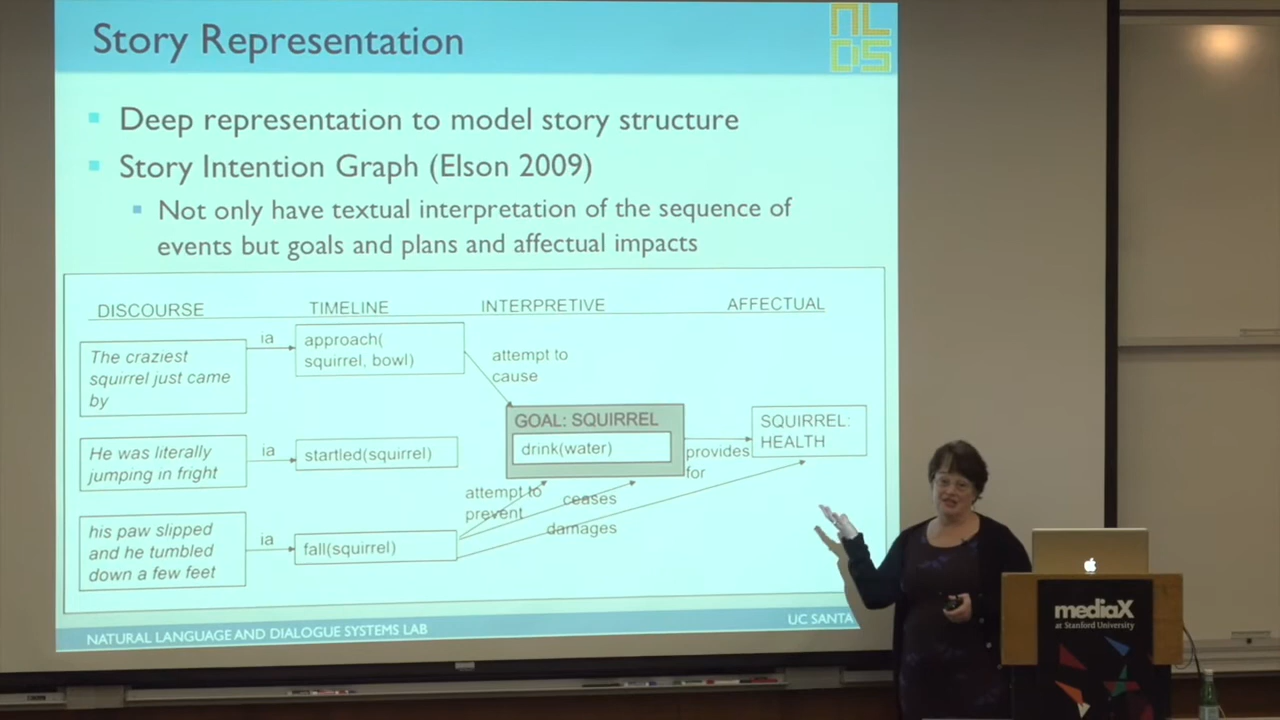 Story Representation
NL
DS
Deep representation to model story structure
Story Intention Graph (Elson 2009)
Not only have textual interpretation of the sequence of
events but goals and plans and affectual impacts
DISCOURSE
TIMELINE
INTERPRETIVE
AFFECTUAL
The craziest
squirrel just came
by
ia
approach(
squirrel, bowl)
attempt to
cause
GOAL: SQUIRREL
drink(water)
SQUIRREL:
HEALTH
provides
for
He was literally
jumping in fright
ia
startled(squirrel)
attempt to
prevent
ceases
damages
his paw slipped
and he tumbled
down a few feet
ia
fall(squirrel)
NATURAL LANGUAGE AND DIALOGUE SYSTEMS LAB
UC SANTA
mediaX
at Stanford University